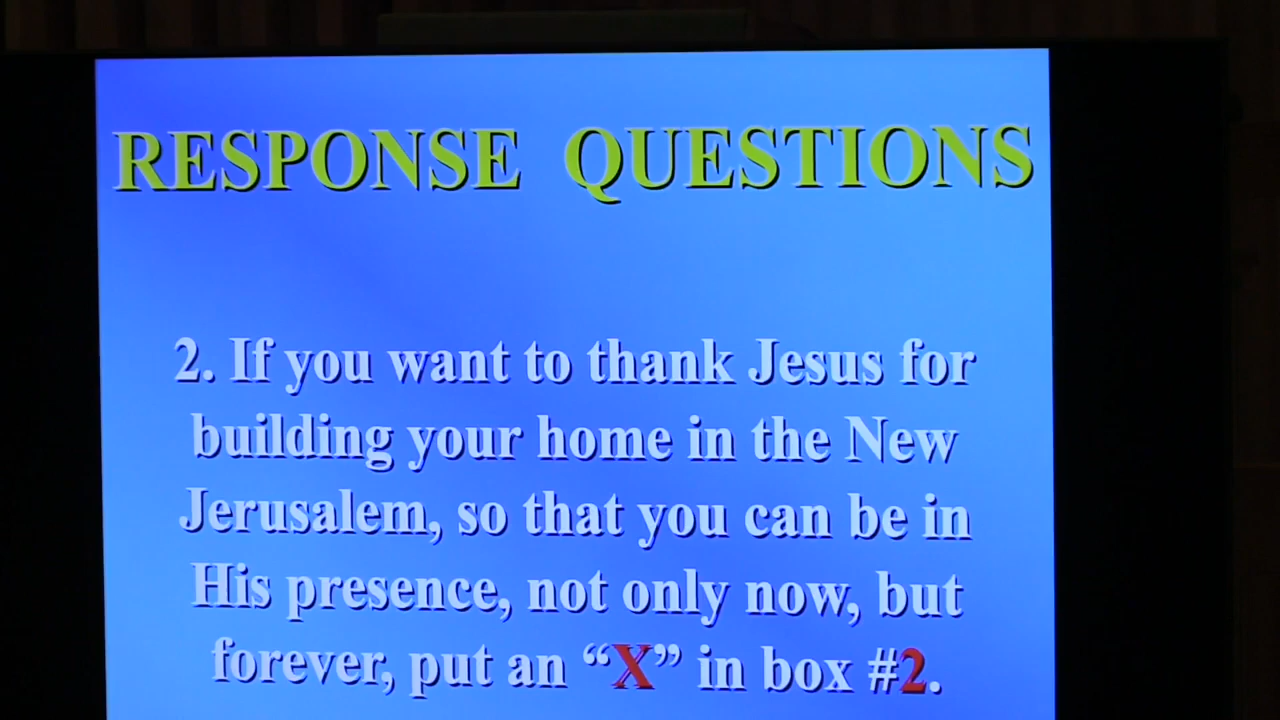 RESPONSE QUESTIONS
2. If you want to thank Jesus for
building your home in the New
Jerusalem, so that you can be in
His presence, not only now, but
forever, put an “X” in box #2.